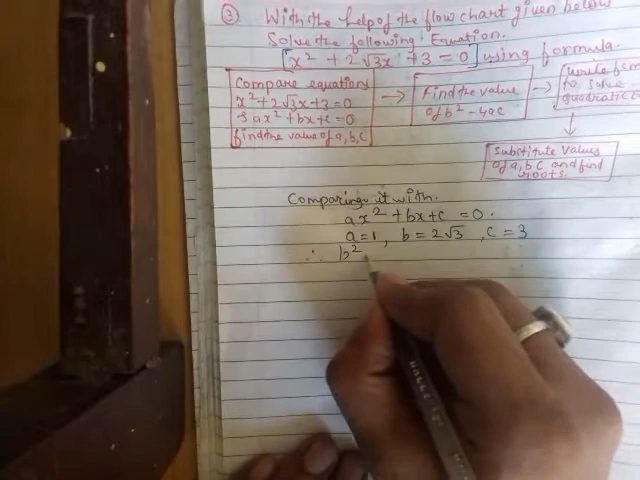 ③ With the help of the flow chart given below
Solve the following Equation.
[x² + 2√3x + 3 = 0] using formula.
Compare equations
x²+2√3x+3=0
& ax²+bx+c=0
find the value of a, b, c
→
Find the value
of b² - 4ac
→
write
to solve
quadratic
↓
Substitute values
of a, b, c and find
roots.
Comparing it with.
ax² + bx + c = 0.
a = 1, b = 2√3, c = 3
∴ b²